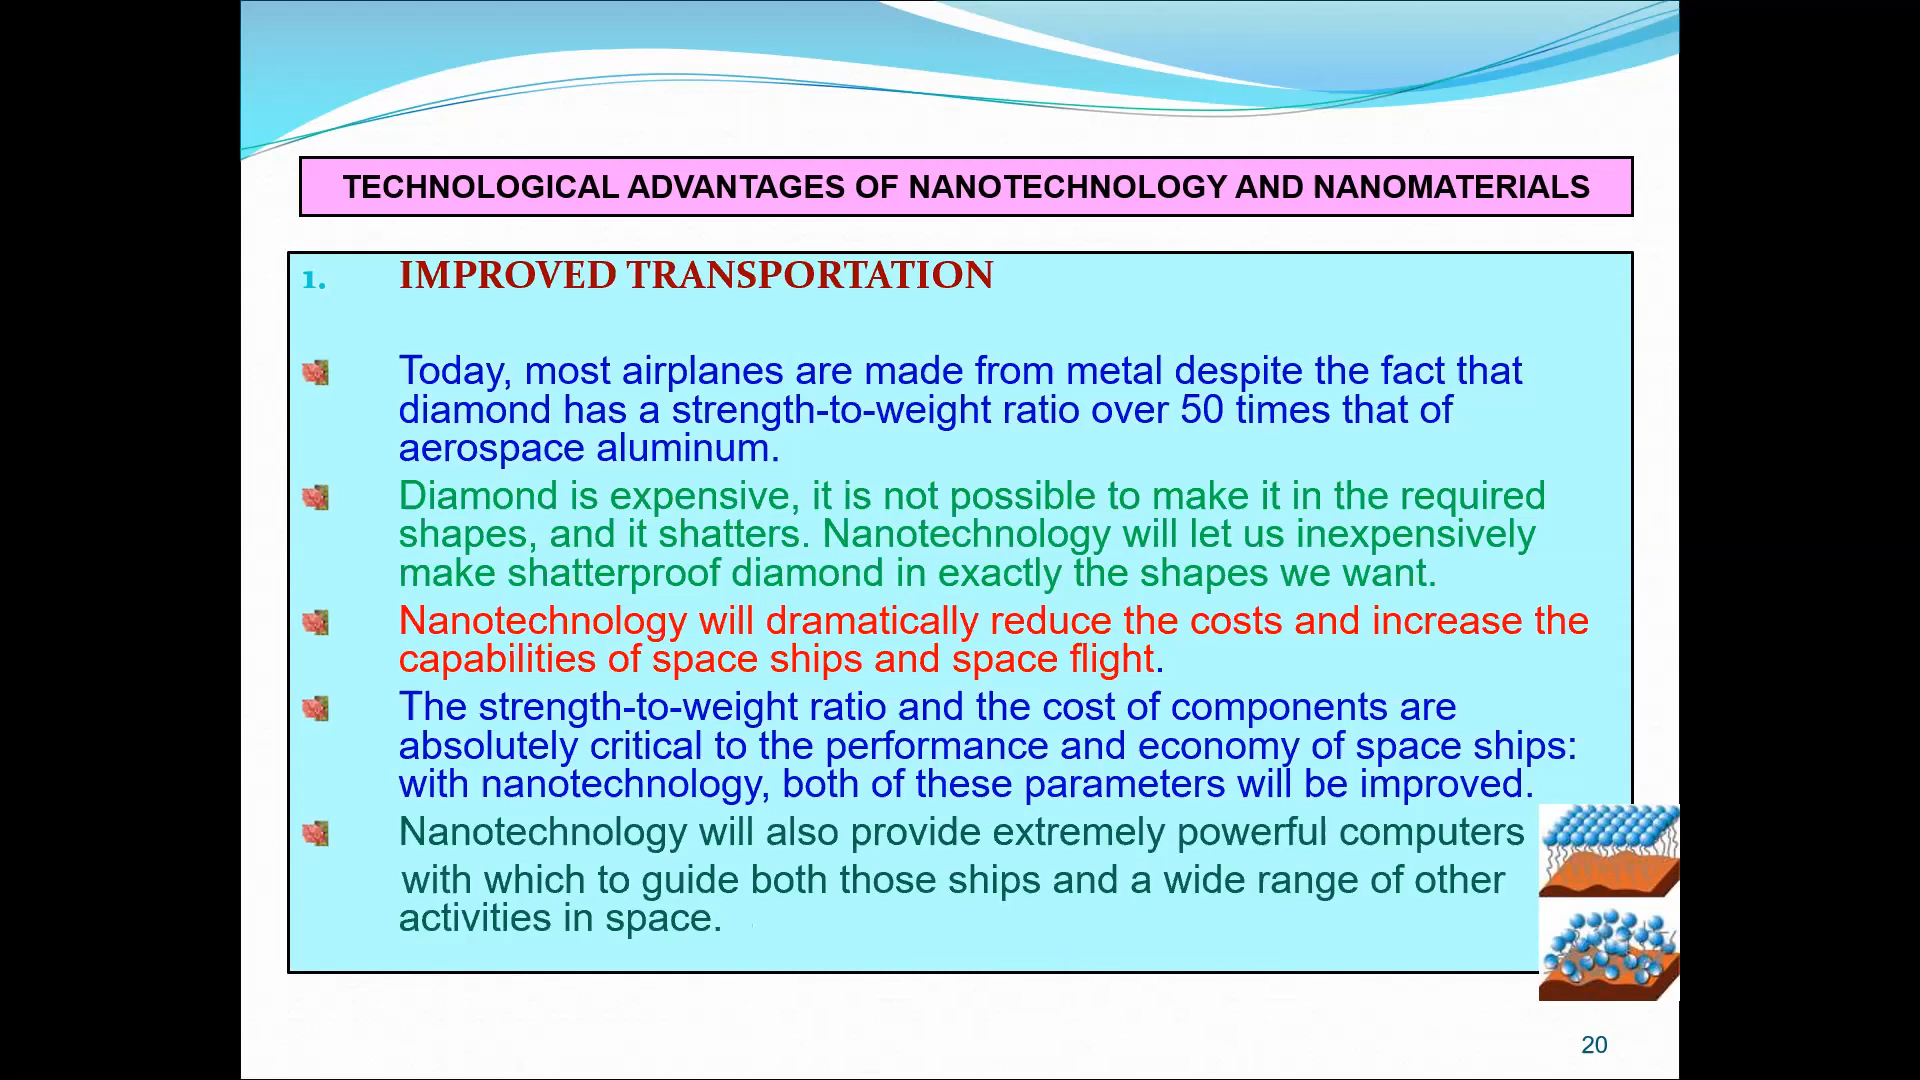 TECHNOLOGICAL ADVANTAGES OF NANOTECHNOLOGY AND NANOMATERIALS
1. IMPROVED TRANSPORTATION
Today, most airplanes are made from metal despite the fact that
diamond has a strength-to-weight ratio over 50 times that of
aerospace aluminum.
Diamond is expensive, it is not possible to make it in the required
shapes, and it shatters. Nanotechnology will let us inexpensively
make shatterproof diamond in exactly the shapes we want.
Nanotechnology will dramatically reduce the costs and increase the
capabilities of space ships and space flight.
The strength-to-weight ratio and the cost of components are
absolutely critical to the performance and economy of space ships:
with nanotechnology, both of these parameters will be improved.
Nanotechnology will also provide extremely powerful computers
with which to guide both those ships and a wide range of other
activities in space.
20